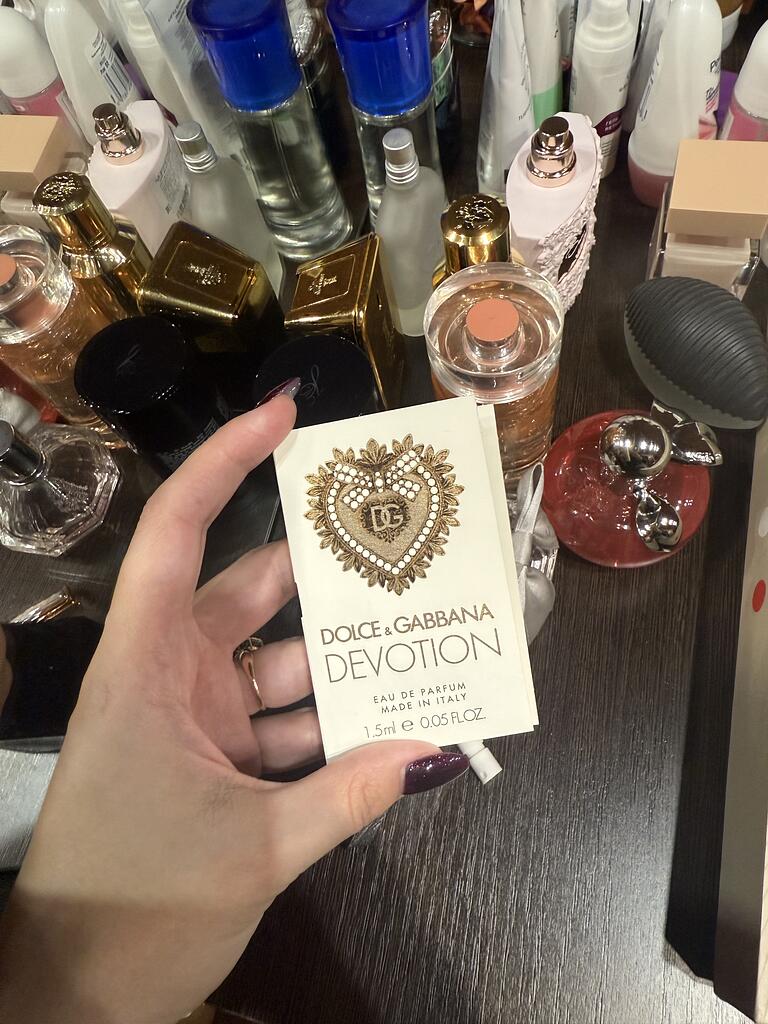 DG
DOLCE & GABBANA
DEVOTION
EAU DE PARFUM
MADE IN ITALY
1.5ml e 0.05 FL.OZ.